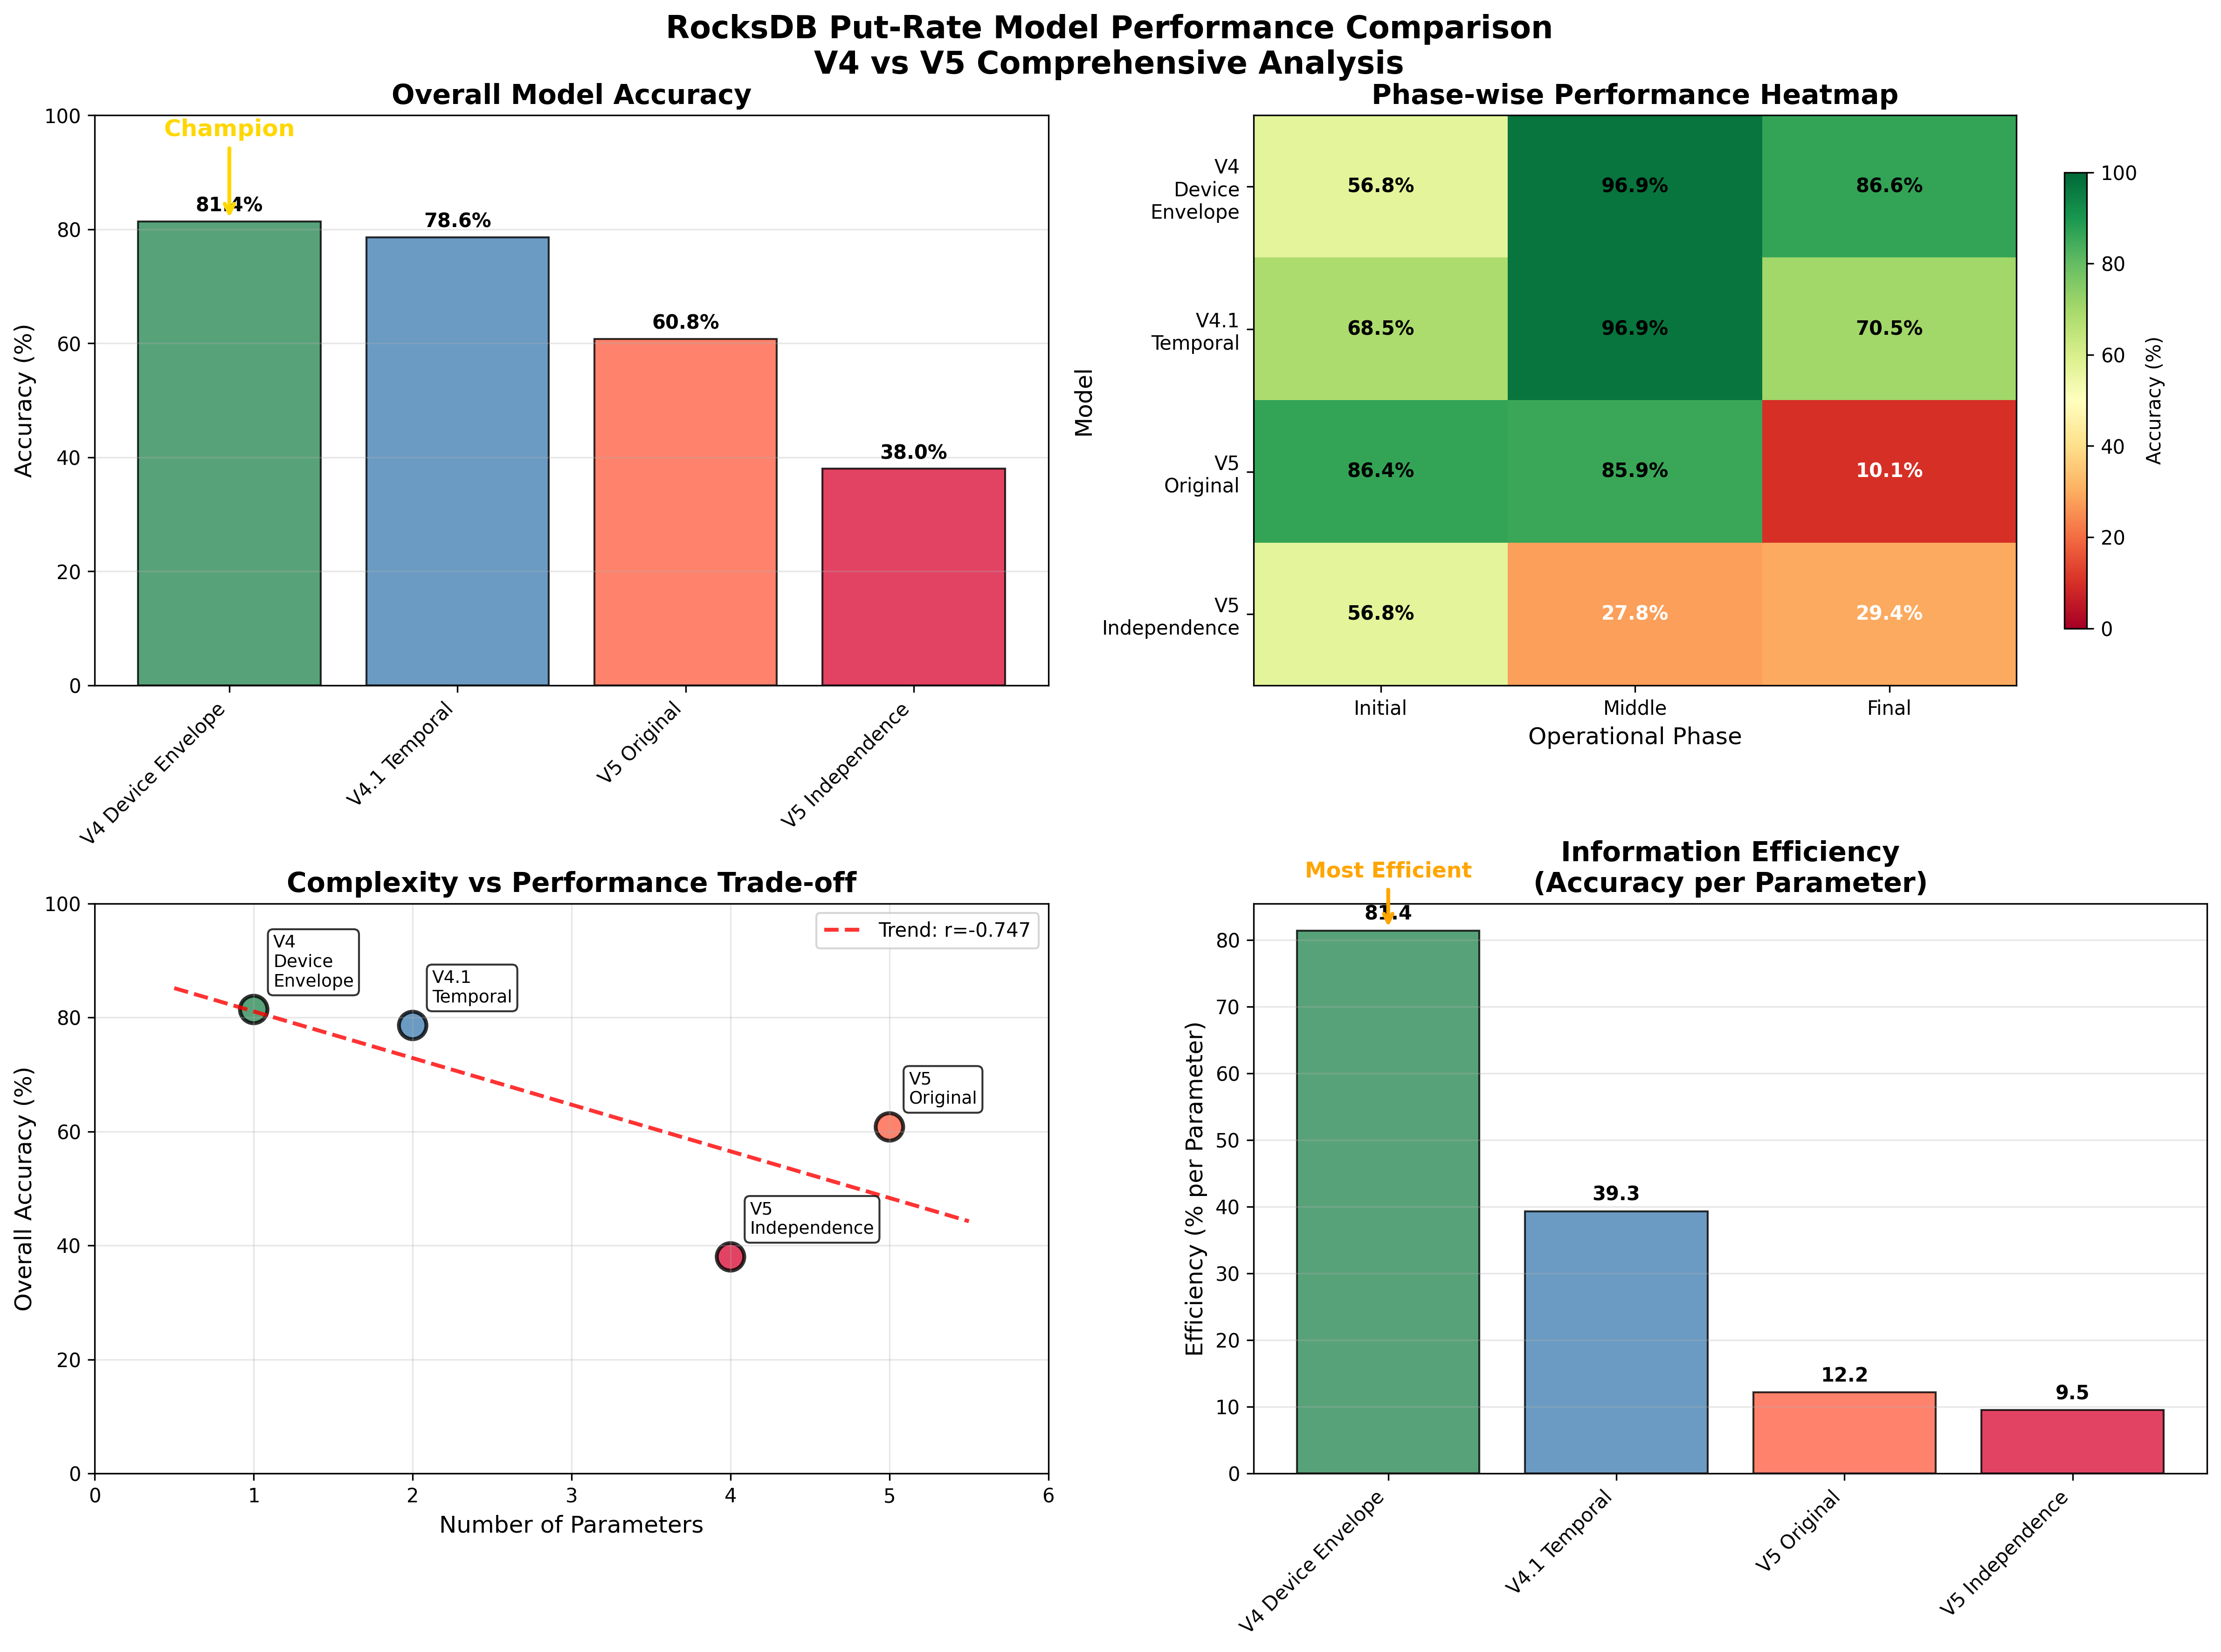 RocksDB Put-Rate Model Performance Comparison
V4 vs V5 Comprehensive Analysis
Overall Model Accuracy
Champion
81.4%
78.6%
60.8%
38.0%
Accuracy (%)
100
80
60
40
20
0
V4 Device Envelope
V4.1 Temporal
V5 Original
V5 Independence
Phase-wise Performance Heatmap
Model
V4
Device
Envelope
56.8%
96.9%
86.6%
V4.1
Temporal
68.5%
96.9%
70.5%
V5
Original
86.4%
85.9%
10.1%
V5
Independence
56.8%
27.8%
29.4%
Initial
Middle
Final
Operational Phase
100
80
60
40
20
0
Accuracy (%)
Complexity vs Performance Trade-off
Trend: r=-0.747
V4
Device
Envelope
V4.1
Temporal
V5
Original
V5
Independence
Overall Accuracy (%)
100
80
60
40
20
0
0
1
2
3
4
5
6
Number of Parameters
Information Efficiency
(Accuracy per Parameter)
Most Efficient
81.4
39.3
12.2
9.5
Efficiency (% per Parameter)
80
70
60
50
40
30
20
10
0
V4 Device Envelope
V4.1 Temporal
V5 Original
V5 Independence